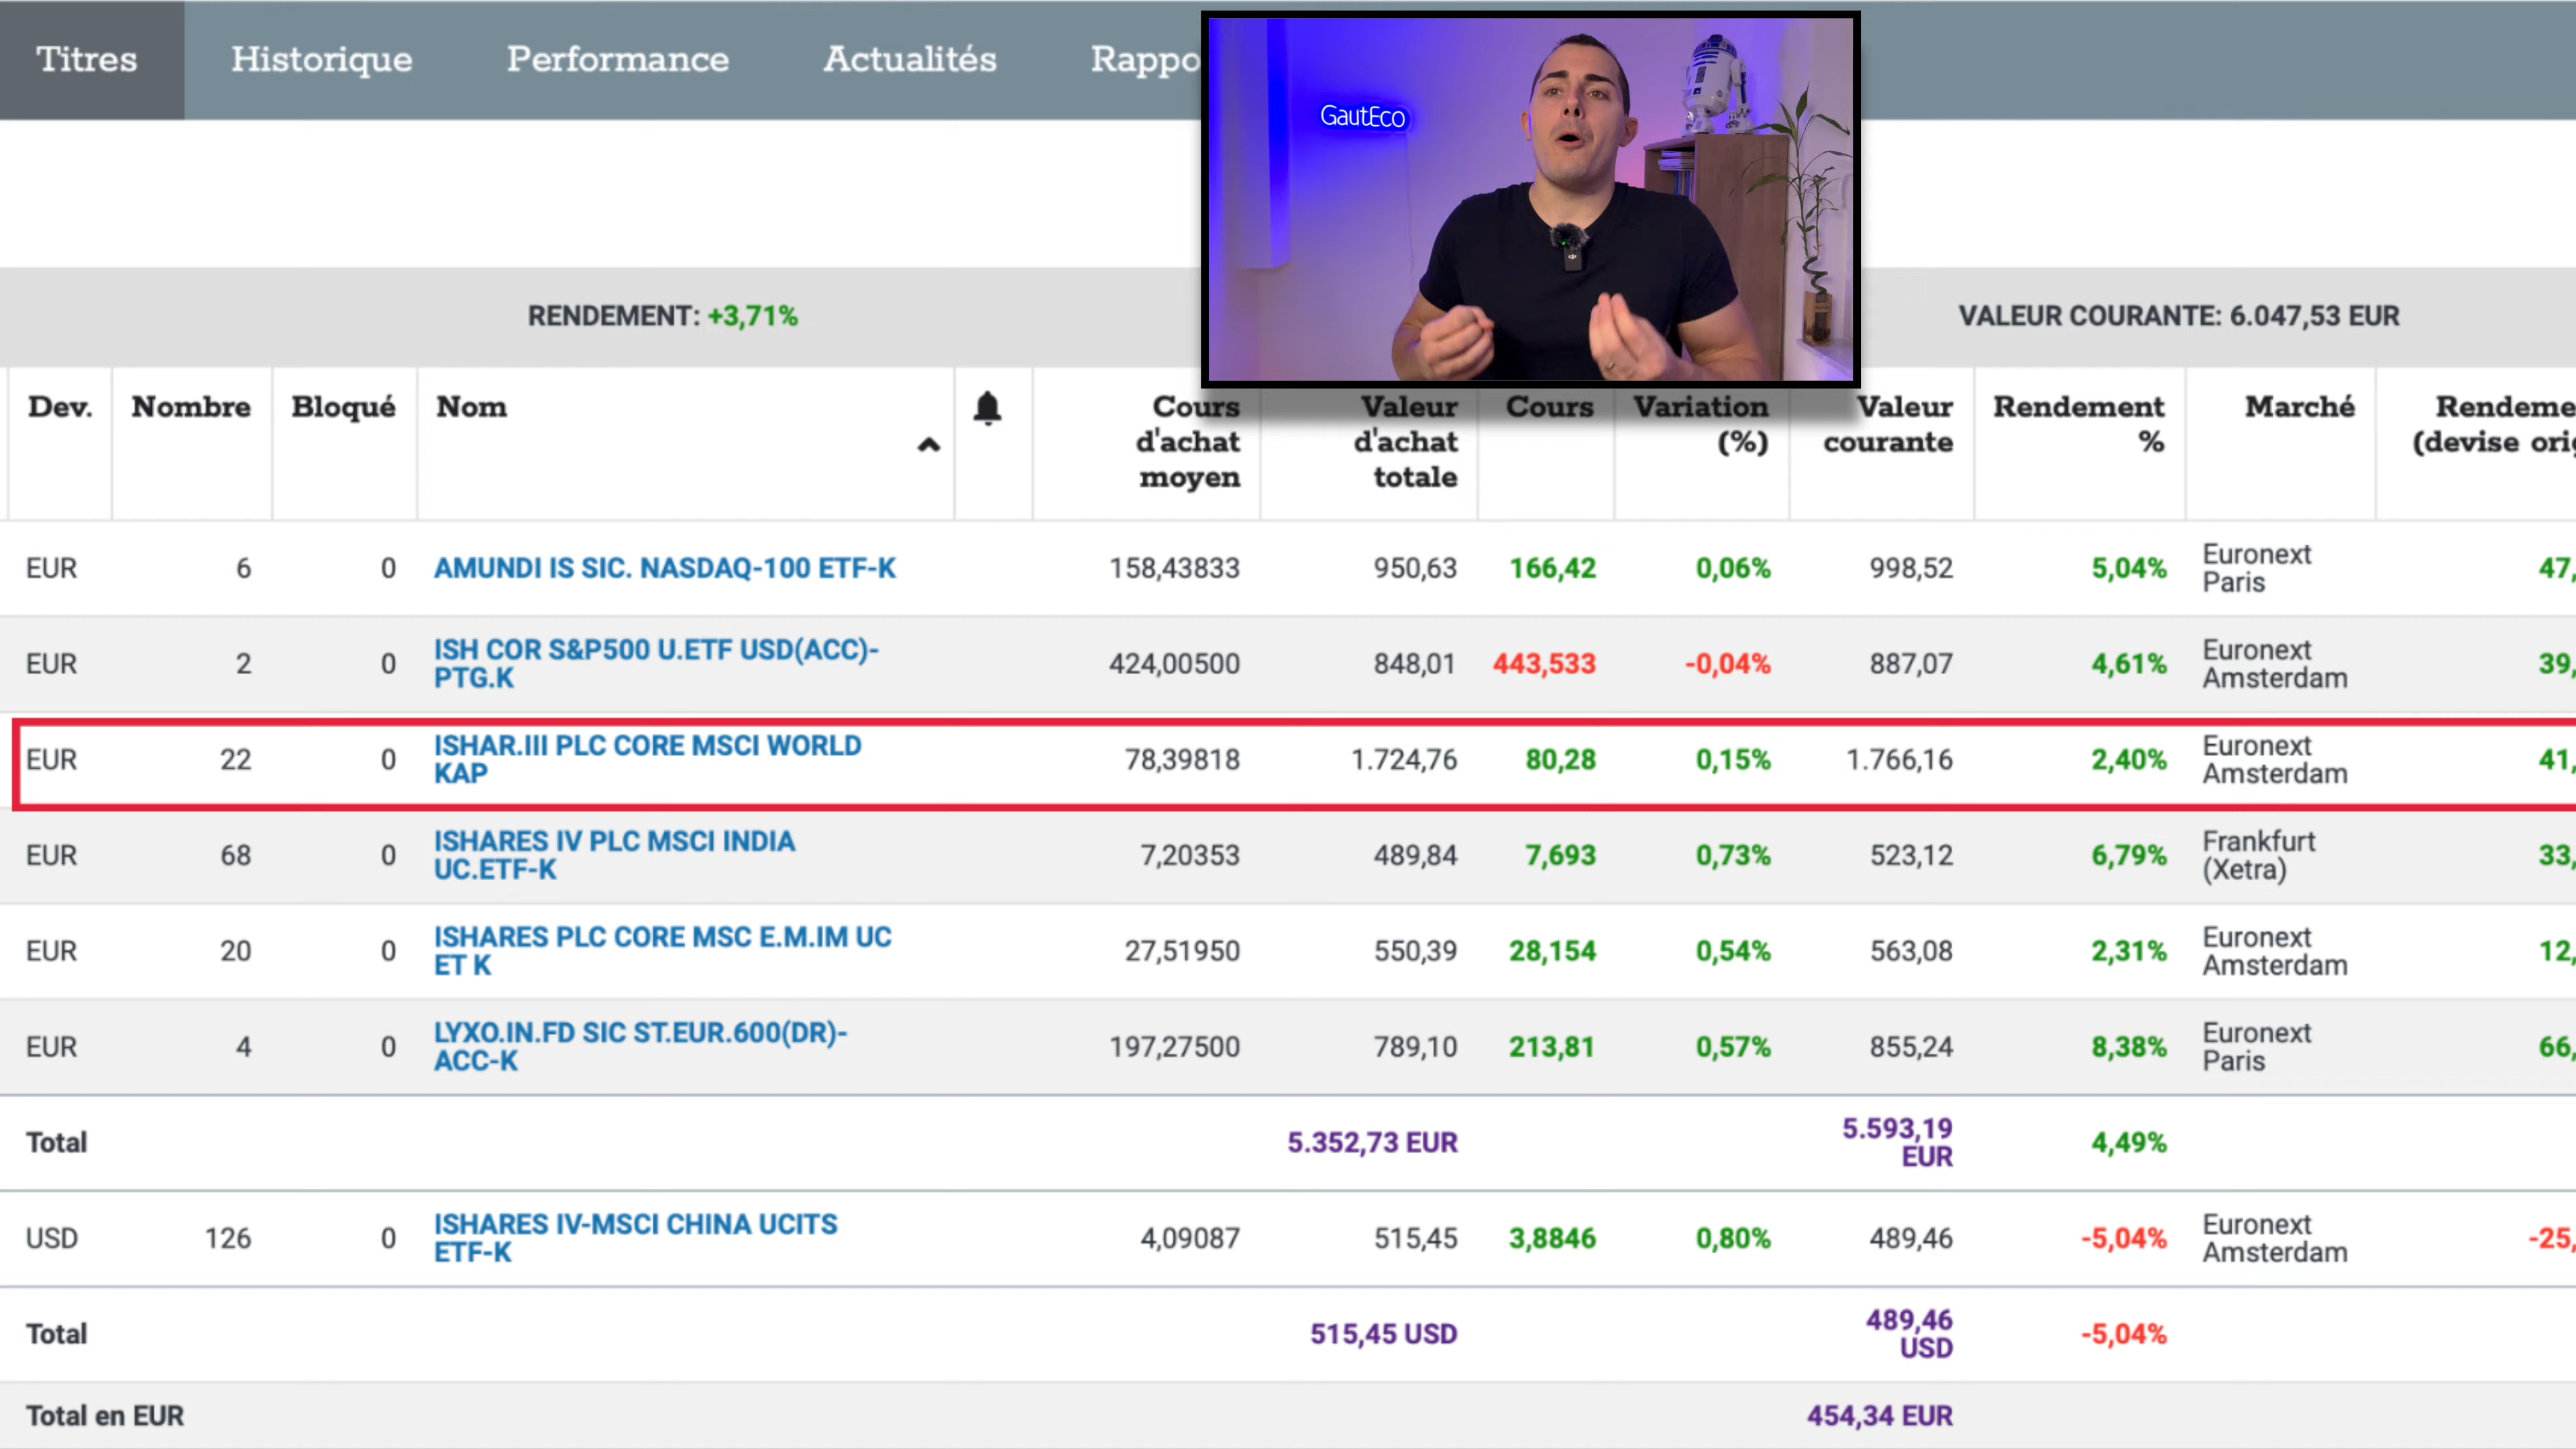 Titres Historique Performance Actualités Rappo
GautEco
RENDEMENT: +3,71% VALEUR COURANTE: 6.047,53 EUR
Dev. Nombre Bloqué Nom Cours Valeur Cours Variation Valeur Rendement Marché Rendeme
d'achat d'achat (%) courante % (devise orig
moyen totale
EUR 6 0 AMUNDI IS SIC. NASDAQ-100 ETF-K 158,43833 950,63 166,42 0,06% 998,52 5,04% Euronext 47,
Paris
EUR 2 0 ISH COR S&P500 U.ETF USD(ACC)- 424,00500 848,01 443,533 -0,04% 887,07 4,61% Euronext 39,
PTG.K Amsterdam
EUR 22 0 ISHAR.III PLC CORE MSCI WORLD 78,39818 1.724,76 80,28 0,15% 1.766,16 2,40% Euronext 41,
KAP Amsterdam
EUR 68 0 ISHARES IV PLC MSCI INDIA 7,20353 489,84 7,693 0,73% 523,12 6,79% Frankfurt 33,
UC.ETF-K (Xetra)
EUR 20 0 ISHARES PLC CORE MSC E.M.IM UC 27,51950 550,39 28,154 0,54% 563,08 2,31% Euronext 12,
ET K Amsterdam
EUR 4 0 LYXO.IN.FD SIC ST.EUR.600(DR)- 197,27500 789,10 213,81 0,57% 855,24 8,38% Euronext 66,
ACC-K Paris
Total 5.352,73 EUR 5.593,19 4,49%
EUR
USD 126 0 ISHARES IV-MSCI CHINA UCITS 4,09087 515,45 3,8846 0,80% 489,46 -5,04% Euronext -25,
ETF-K Amsterdam
Total 515,45 USD 489,46 -5,04%
USD
Total en EUR 454,34 EUR